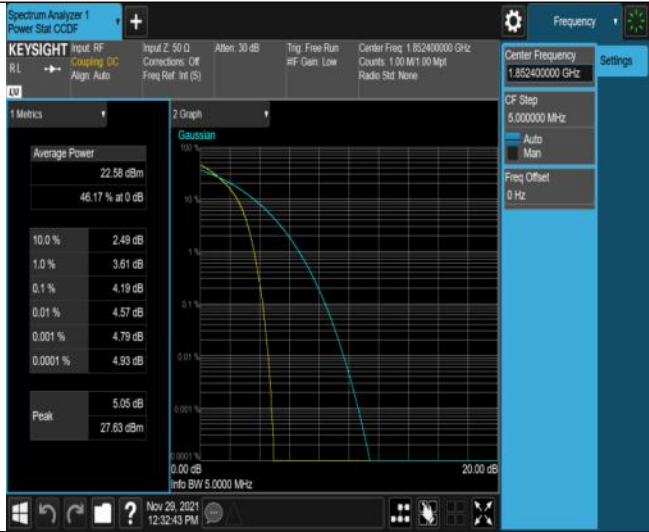 Spectrum Analyzer 1
Power Stat CCDF
Frequency
KEYSIGHT
RL
LV
Input: RF
Coupling: DC
Align: Auto
Input Z: 50 Ω
Corrections: Off
Freq Ref: Int (S)
Atten: 30 dB
Trig: Free Run
#IF Gain: Low
Center Freq: 1.852400000 GHz
Counts: 1.00 M/1.00 Mpt
Radio Std: None
Center Frequency
1.852400000 GHz
CF Step
5.000000 MHz
Auto
Man
Freq Offset
0 Hz
Settings
1 Metrics
Average Power
22.58 dBm
46.17 % at 0 dB
10.0 % 2.49 dB
1.0 % 3.61 dB
0.1 % 4.19 dB
0.01 % 4.57 dB
0.001 % 4.79 dB
0.0001 % 4.93 dB
Peak
5.05 dB
27.63 dBm
2 Graph
Gaussian
100 %
10 %
1 %
0.1 %
0.01 %
0.001 %
0.0001 %
0.00 dB 20.00 dB
Info BW 5.0000 MHz
?
Nov 29, 2021
12:32:43 PM